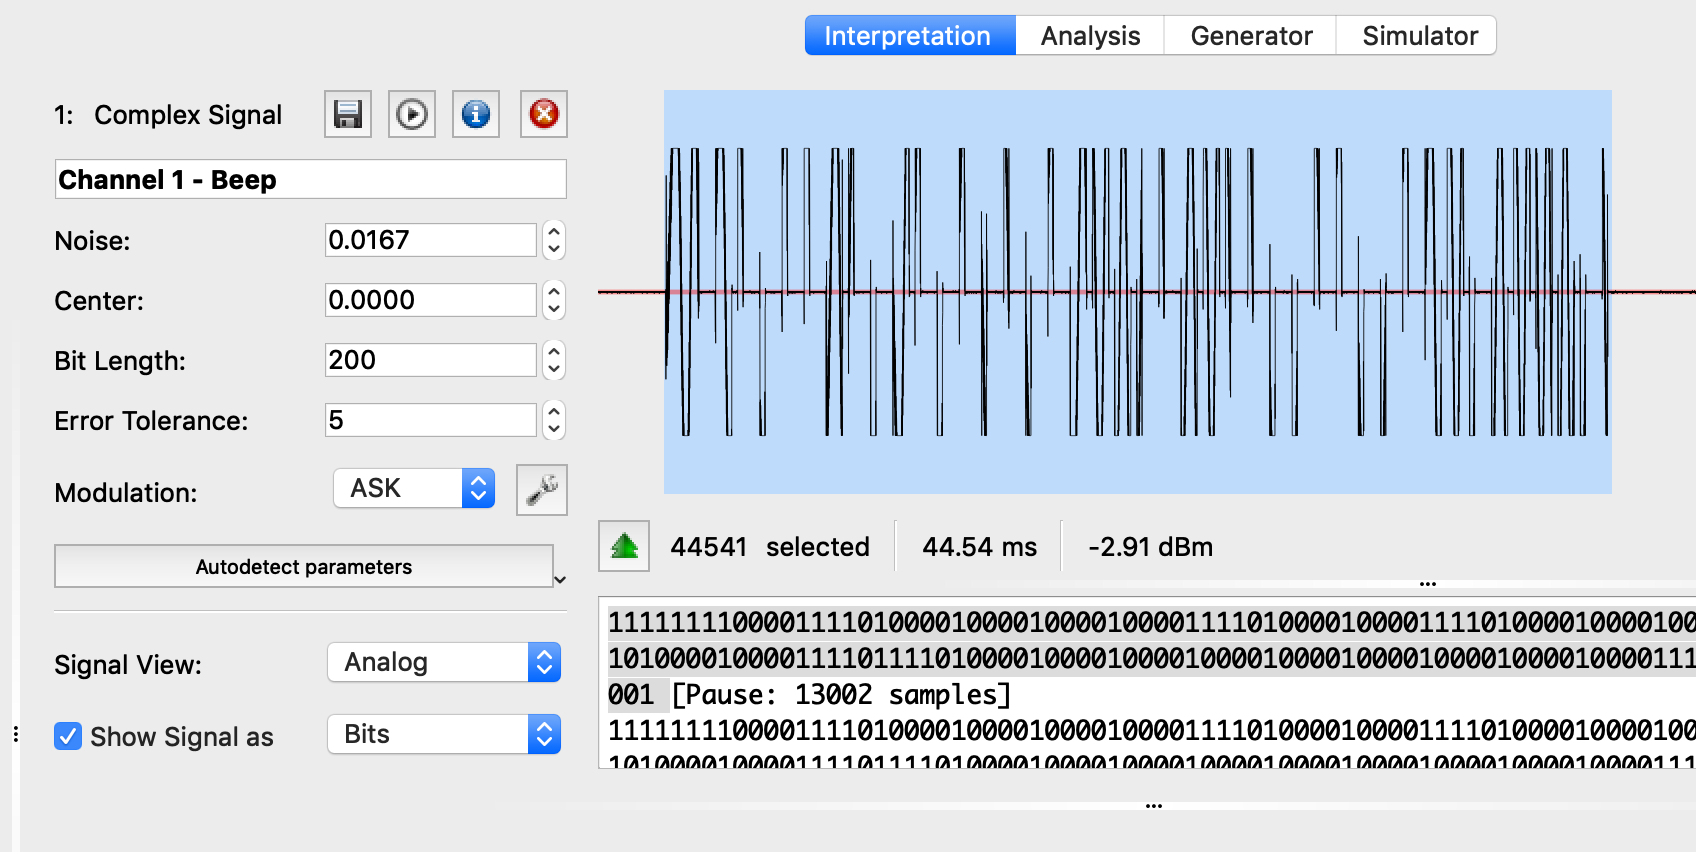 Interpretation Analysis Generator Simulator
1: Complex Signal
Channel 1 - Beep
Noise: 0.0167
Center: 0.0000
Bit Length: 200
Error Tolerance: 5
Modulation: ASK
Autodetect parameters
Signal View: Analog
Show Signal as Bits
44541 selected 44.54 ms -2.91 dBm
1111111100001111010000100001000010000111101000010000111101000010000100
1010000100001111011110100001000010000100001000010000100001000010000111
001 [Pause: 13002 samples]
1111111100001111010000100001000010000111101000010000111101000010000100
1010000100001111011110100001000010000100001000010000100001000010000111